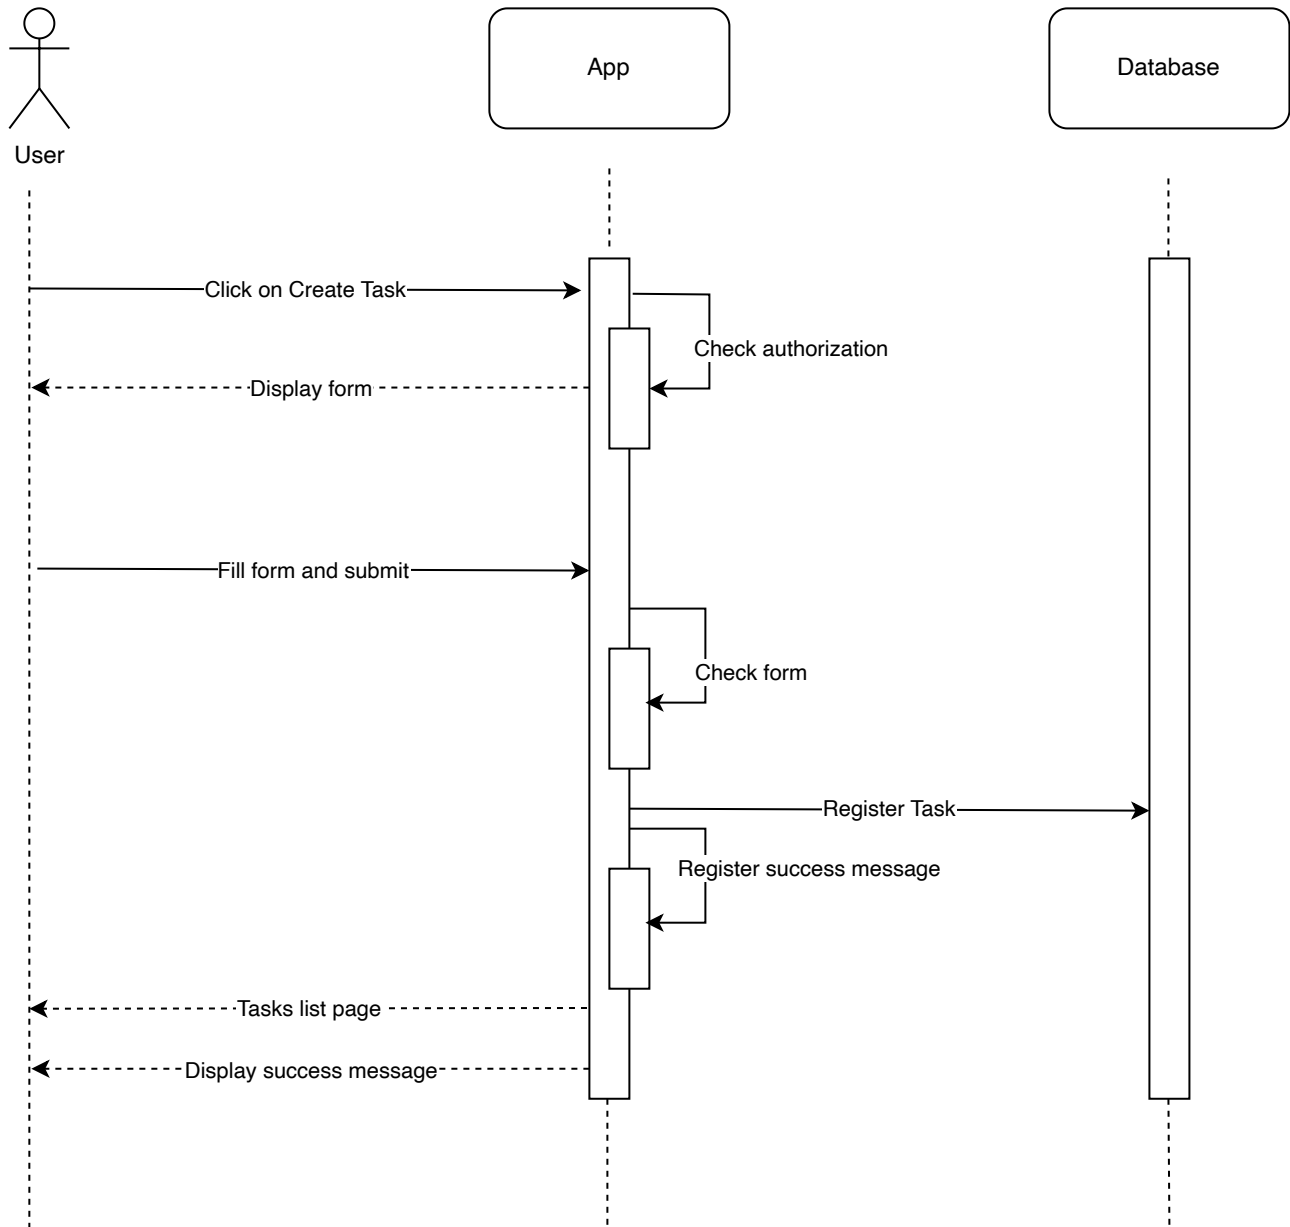 App
Database
User
Click on Create Task
Check authorization
Display form
Fill form and submit
Check form
Register Task
Register success message
Tasks list page
Display success message